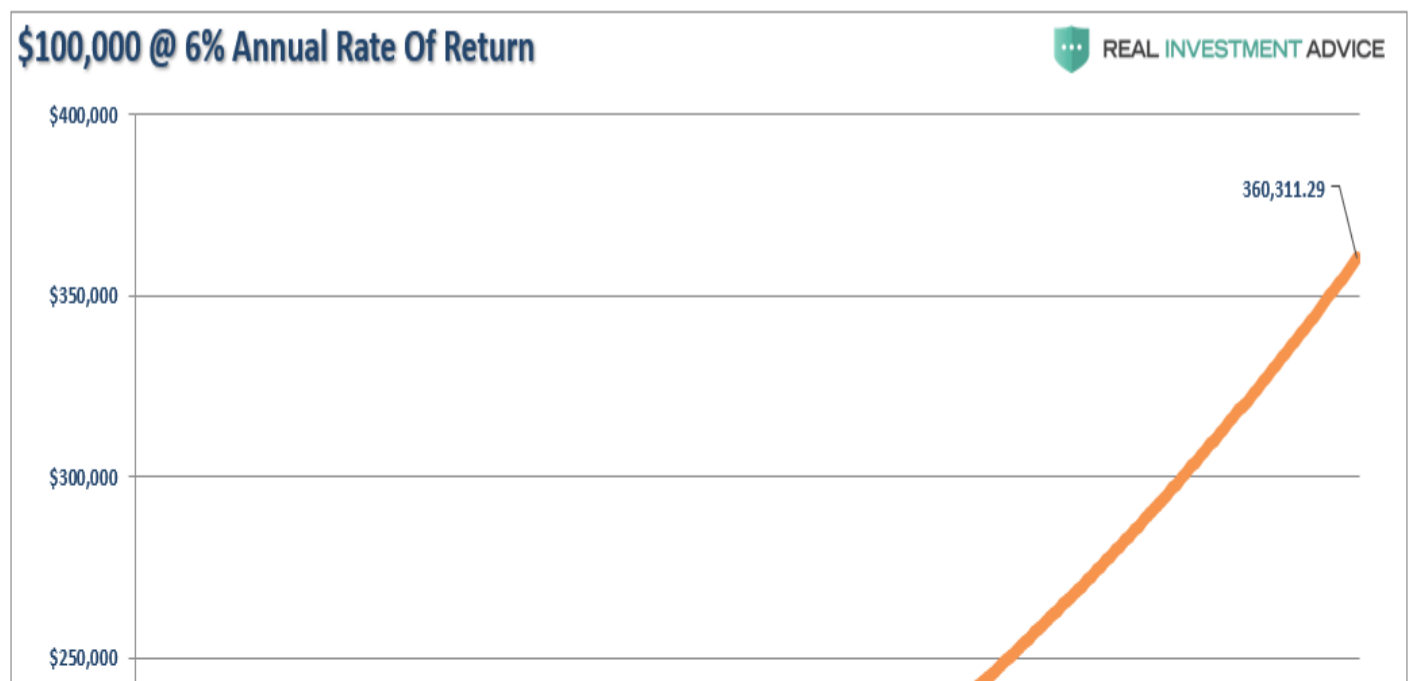 $100,000 @ 6% Annual Rate Of Return
REAL INVESTMENT ADVICE
$400,000
360,311.29
$350,000
$300,000
$250,000